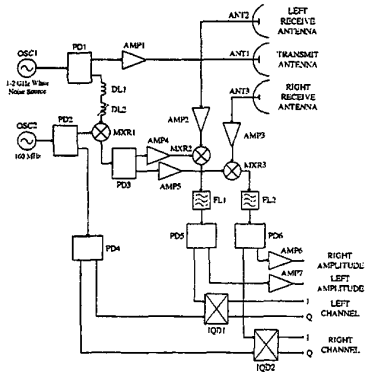 ANT2
LEFT
RECEIVE
ANTENNA
OSC1
PD1
AMP1
ANT1
TRANSMIT
ANTENNA
1-2 GHz White
Noise Source
DL1
DL2
ANT3
RIGHT
RECEIVE
ANTENNA
OSC2
PD2
MXR1
AMP2
AMP3
160 MHz
AMP4
MXR2
MXR3
PD3
AMP5
FL1
FL2
PD5
PD6
PD4
AMP6
RIGHT
AMPLITUDE
AMP7
LEFT
AMPLITUDE
I
LEFT
CHANNEL
Q
IQD1
I
RIGHT
CHANNEL
Q
IQD2